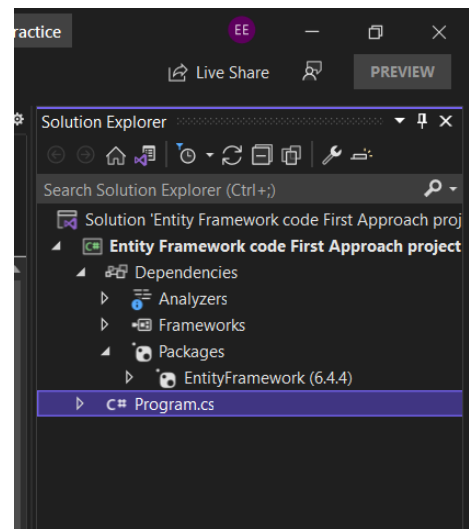 ractice
EE
Live Share
PREVIEW
Solution Explorer
Search Solution Explorer (Ctrl+;)
Solution 'Entity Framework code First Approach proj
C# Entity Framework code First Approach project
Dependencies
Analyzers
Frameworks
Packages
EntityFramework (6.4.4)
C# Program.cs